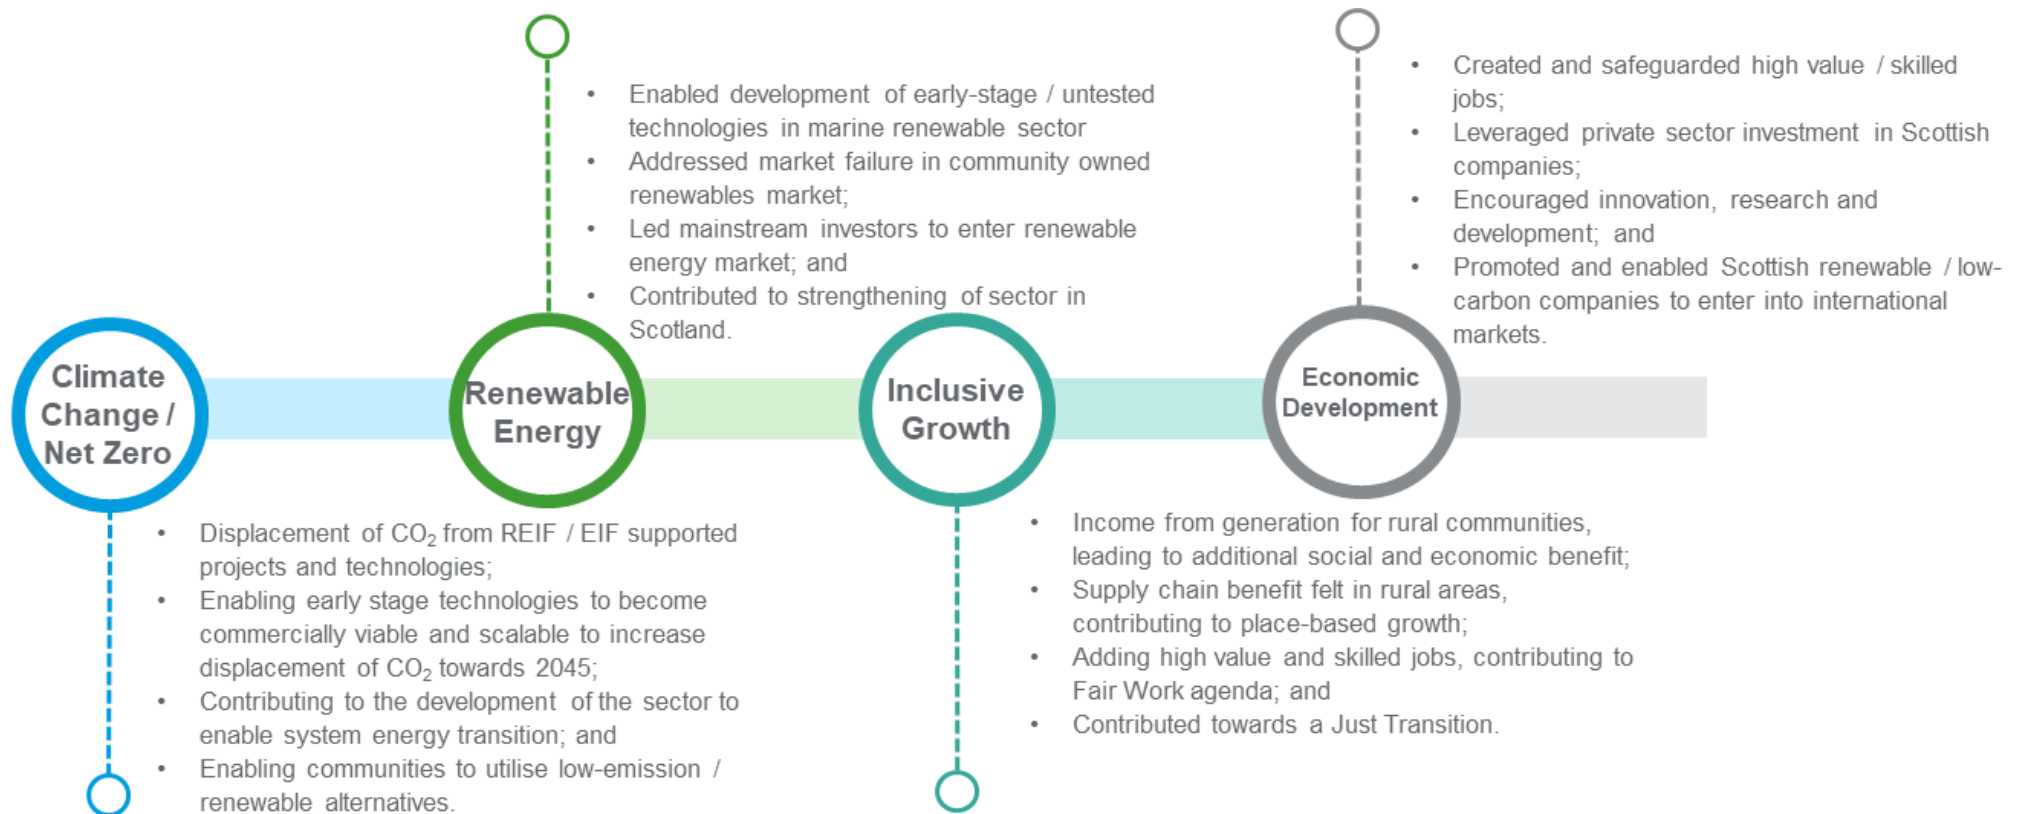 Climate
Change /
Net Zero
• Displacement of CO₂ from REIF / EIF supported
projects and technologies;
• Enabling early stage technologies to become
commercially viable and scalable to increase
displacement of CO₂ towards 2045;
• Contributing to the development of the sector to
enable system energy transition; and
• Enabling communities to utilise low-emission /
renewable alternatives.
Renewable
Energy
• Enabled development of early-stage / untested
technologies in marine renewable sector
• Addressed market failure in community owned
renewables market;
• Led mainstream investors to enter renewable
energy market; and
• Contributed to strengthening of sector in
Scotland.
Inclusive
Growth
• Income from generation for rural communities,
leading to additional social and economic benefit;
• Supply chain benefit felt in rural areas,
contributing to place-based growth;
• Adding high value and skilled jobs, contributing to
Fair Work agenda; and
• Contributed towards a Just Transition.
Economic
Development
• Created and safeguarded high value / skilled
jobs;
• Leveraged private sector investment in Scottish
companies;
• Encouraged innovation, research and
development; and
• Promoted and enabled Scottish renewable / low-
carbon companies to enter into international
markets.